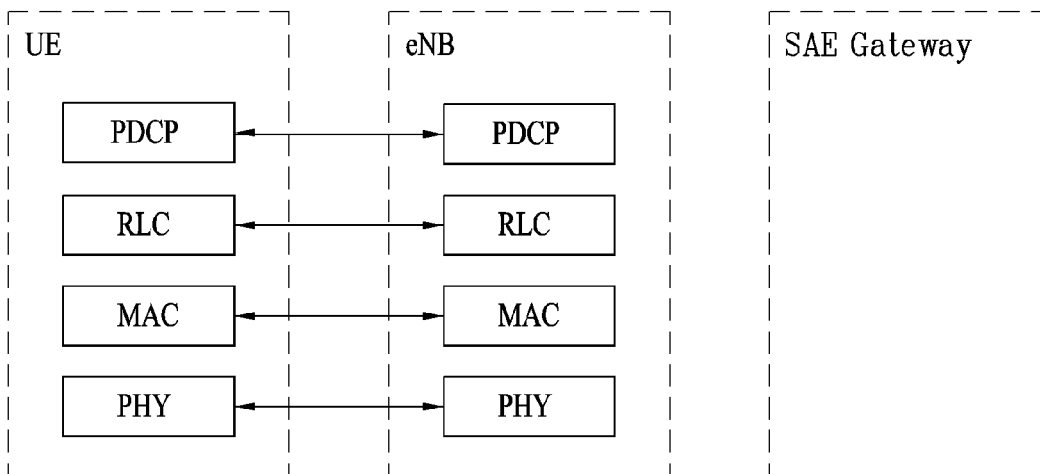 UE
eNB
SAE Gateway
PDCP
PDCP
RLC
RLC
MAC
MAC
PHY
PHY